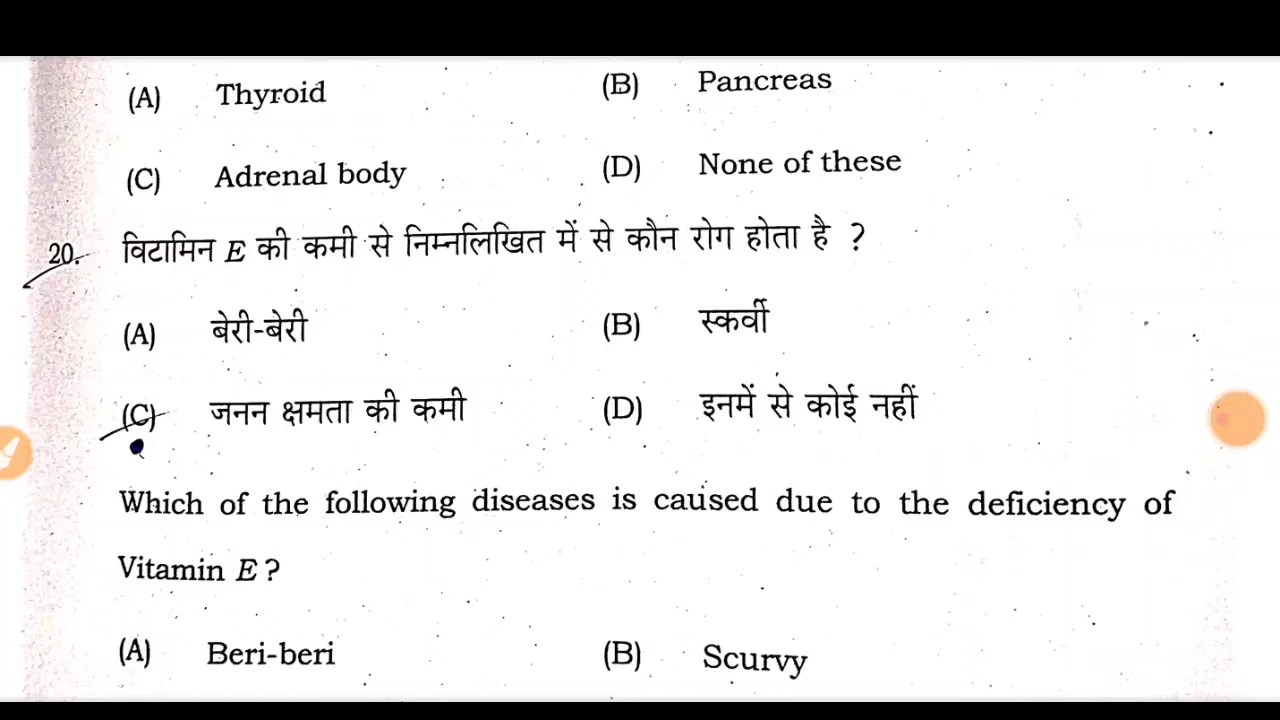 (A) Thyroid (B) Pancreas
(C) Adrenal body (D) None of these
20. विटामिन E की कमी से निम्नलिखित में से कौन रोग होता है ?
(A) बेरी-बेरी (B) स्कर्वी
(C) जनन क्षमता की कमी (D) इनमें से कोई नहीं
Which of the following diseases is caused due to the deficiency of
Vitamin E?
(A) Beri-beri (B) Scurvy